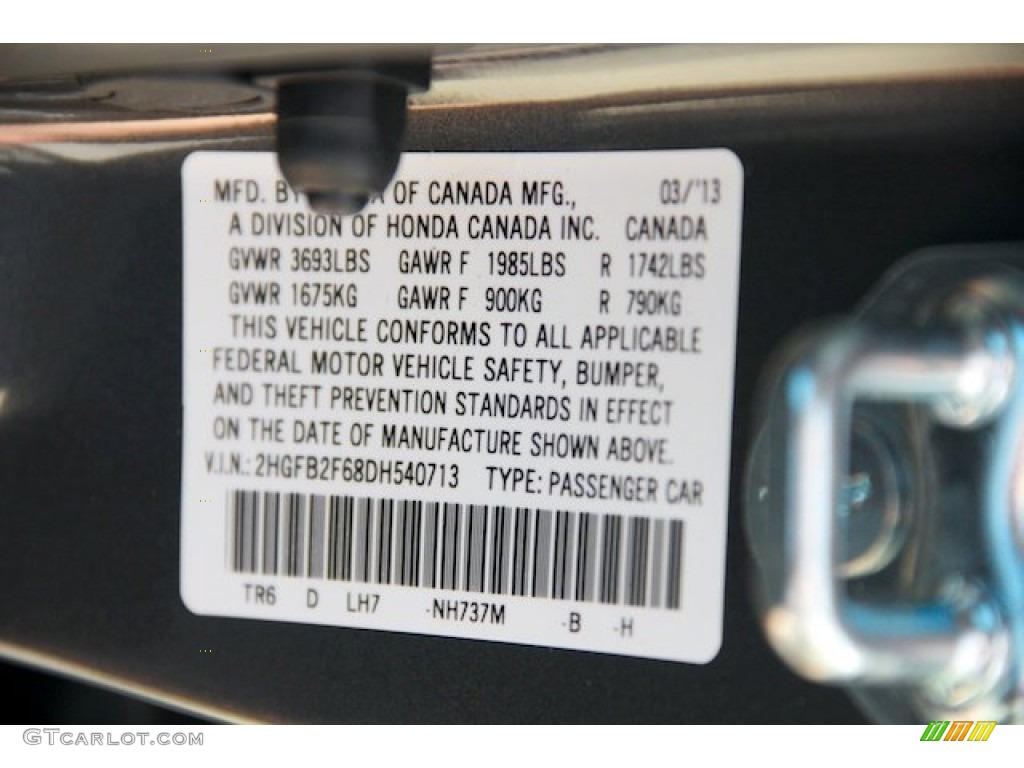 MFD. BY OF CANADA MFG., 03/'13
A DIVISION OF HONDA CANADA INC. CANADA
GVWR 3693LBS GAWR F 1985LBS R 1742LBS
GVWR 1675KG GAWR F 900KG R 790KG
THIS VEHICLE CONFORMS TO ALL APPLICABLE
FEDERAL MOTOR VEHICLE SAFETY, BUMPER,
AND THEFT PREVENTION STANDARDS IN EFFECT
ON THE DATE OF MANUFACTURE SHOWN ABOVE.
V.I.N.: 2HGFB2F68DH540713 TYPE: PASSENGER CAR
TR6 D LH7 -NH737M -B -H
GTCARLOT.COM